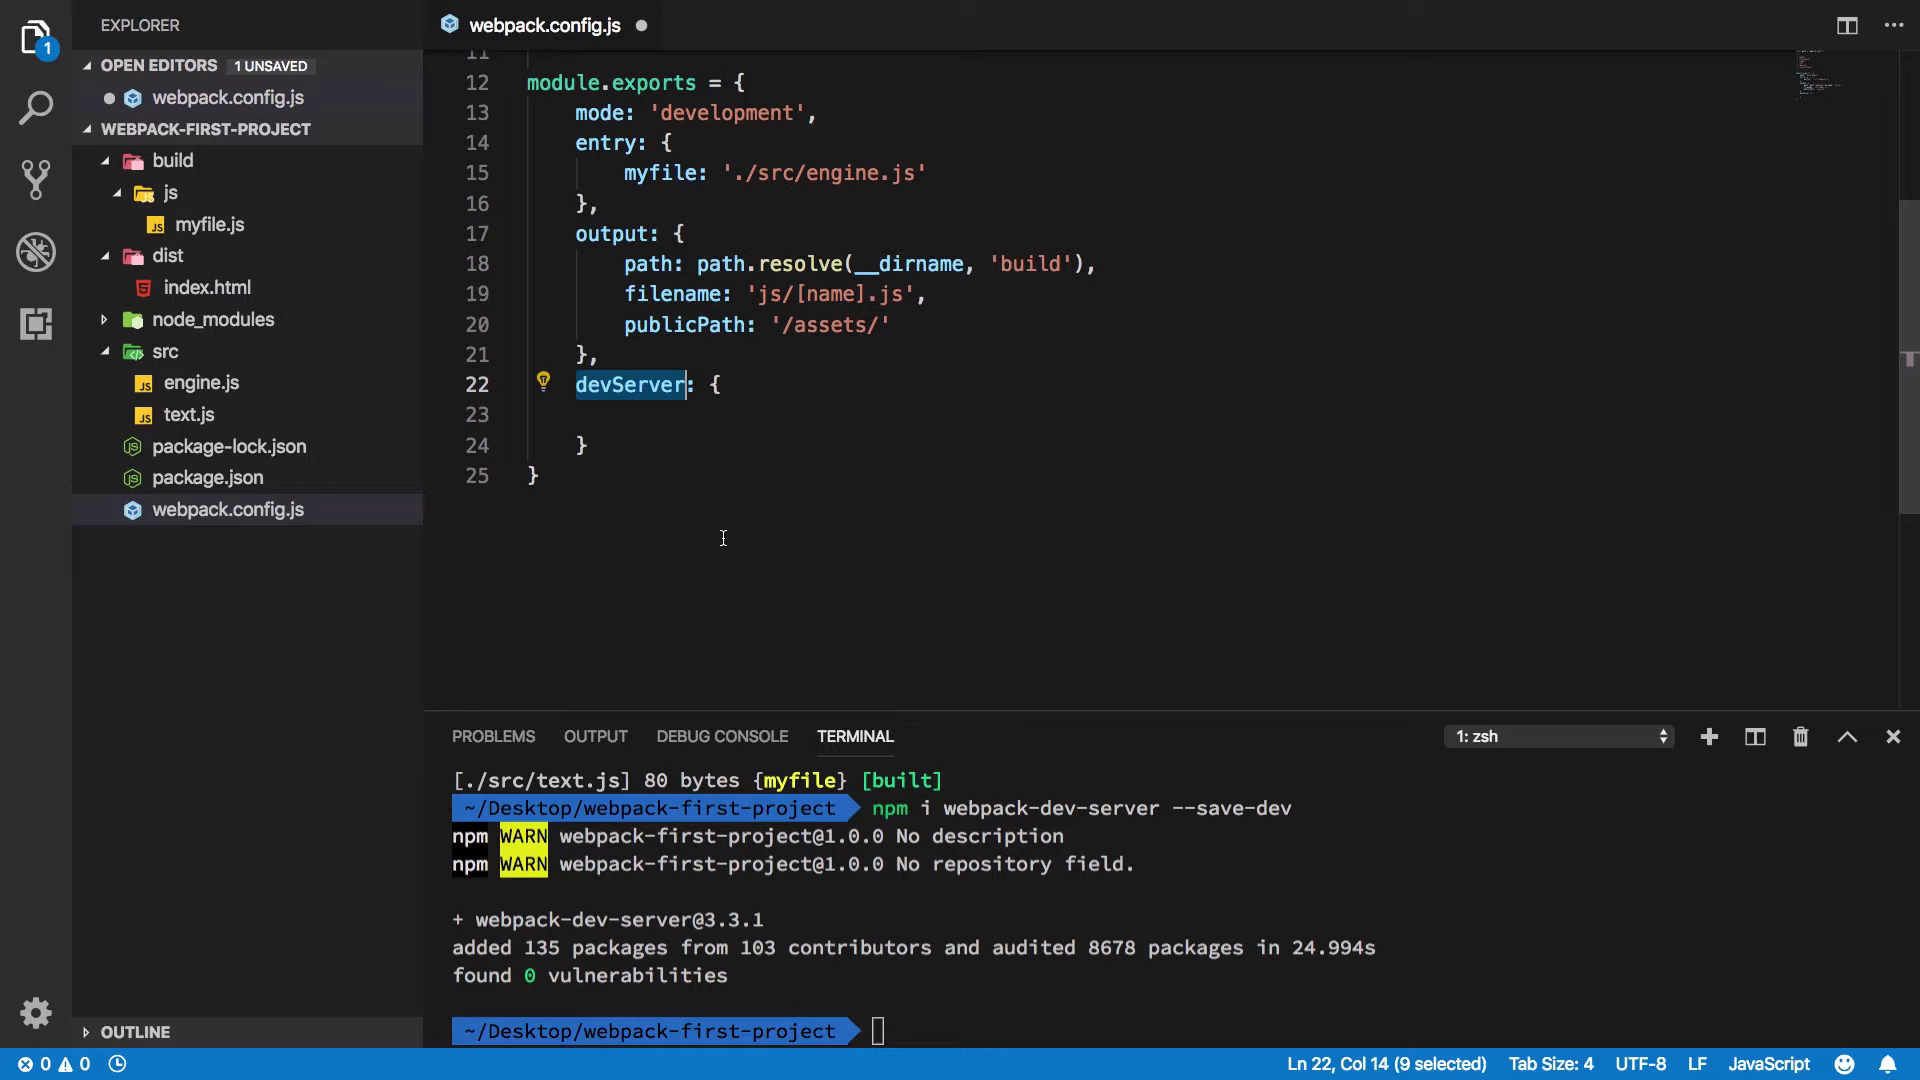 EXPLORER
OPEN EDITORS 1 UNSAVED
webpack.config.js
WEBPACK-FIRST-PROJECT
build
js
myfile.js
dist
index.html
node_modules
src
engine.js
text.js
package-lock.json
package.json
webpack.config.js
OUTLINE
1
webpack.config.js
11
12 module.exports = {
13 mode: 'development',
14 entry: {
15 myfile: './src/engine.js'
16 },
17 output: {
18 path: path.resolve(__dirname, 'build'),
19 filename: 'js/[name].js',
20 publicPath: '/assets/'
21 },
22 devServer: {
23
24 }
25 }
PROBLEMS OUTPUT DEBUG CONSOLE TERMINAL 1: zsh
[./src/text.js] 80 bytes {myfile} [built]
~/Desktop/webpack-first-project npm i webpack-dev-server --save-dev
npm WARN webpack-first-project@1.0.0 No description
npm WARN webpack-first-project@1.0.0 No repository field.
+ webpack-dev-server@3.3.1
added 135 packages from 103 contributors and audited 8678 packages in 24.994s
found 0 vulnerabilities
~/Desktop/webpack-first-project
0 0 Ln 22, Col 14 (9 selected) Tab Size: 4 UTF-8 LF JavaScript